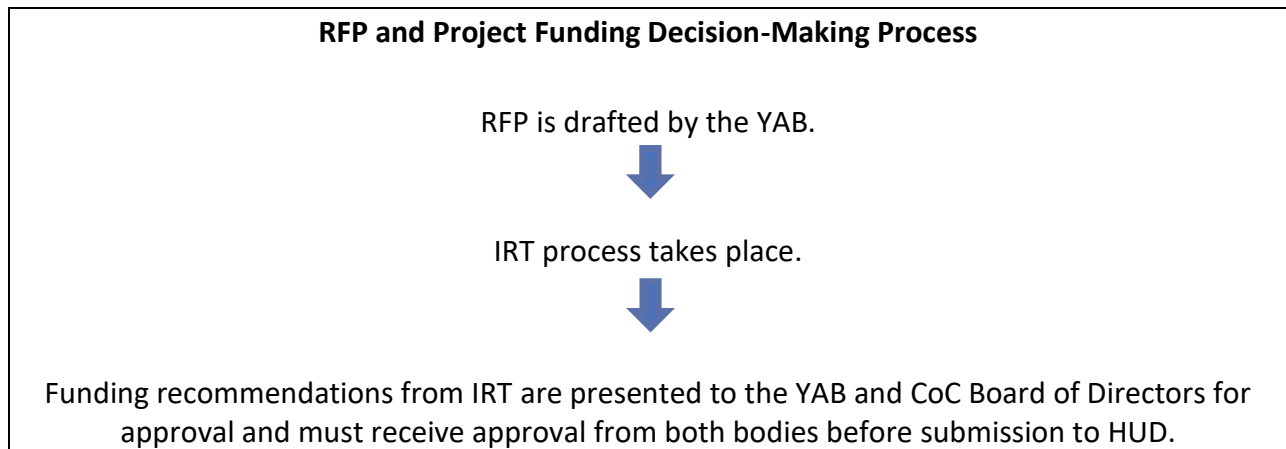 RFP and Project Funding Decision-Making Process
RFP is drafted by the YAB.
IRT process takes place.
Funding recommendations from IRT are presented to the YAB and CoC Board of Directors for
approval and must receive approval from both bodies before submission to HUD.